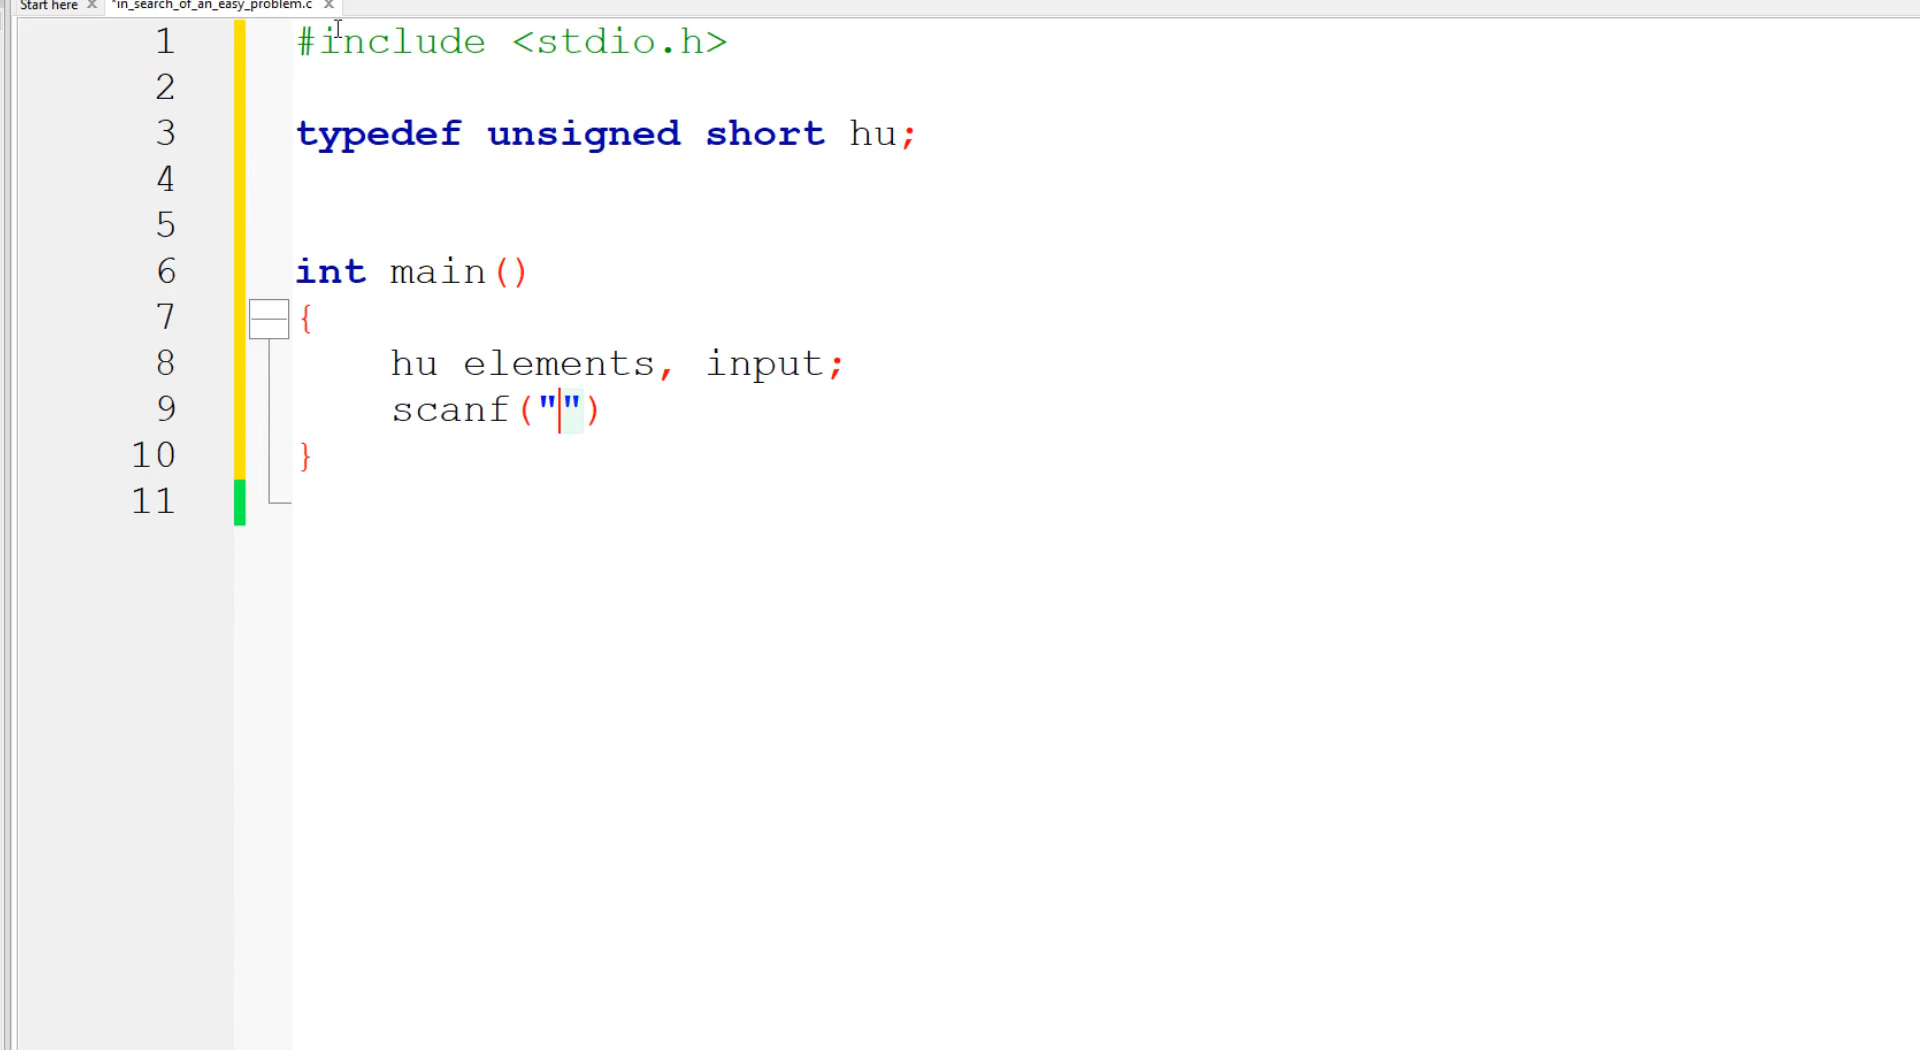 Start here
*in_search_of_an_easy_problem.c
1 #include <stdio.h>
2
3 typedef unsigned short hu;
4
5
6 int main()
7 {
8 hu elements, input;
9 scanf("")
10 }
11